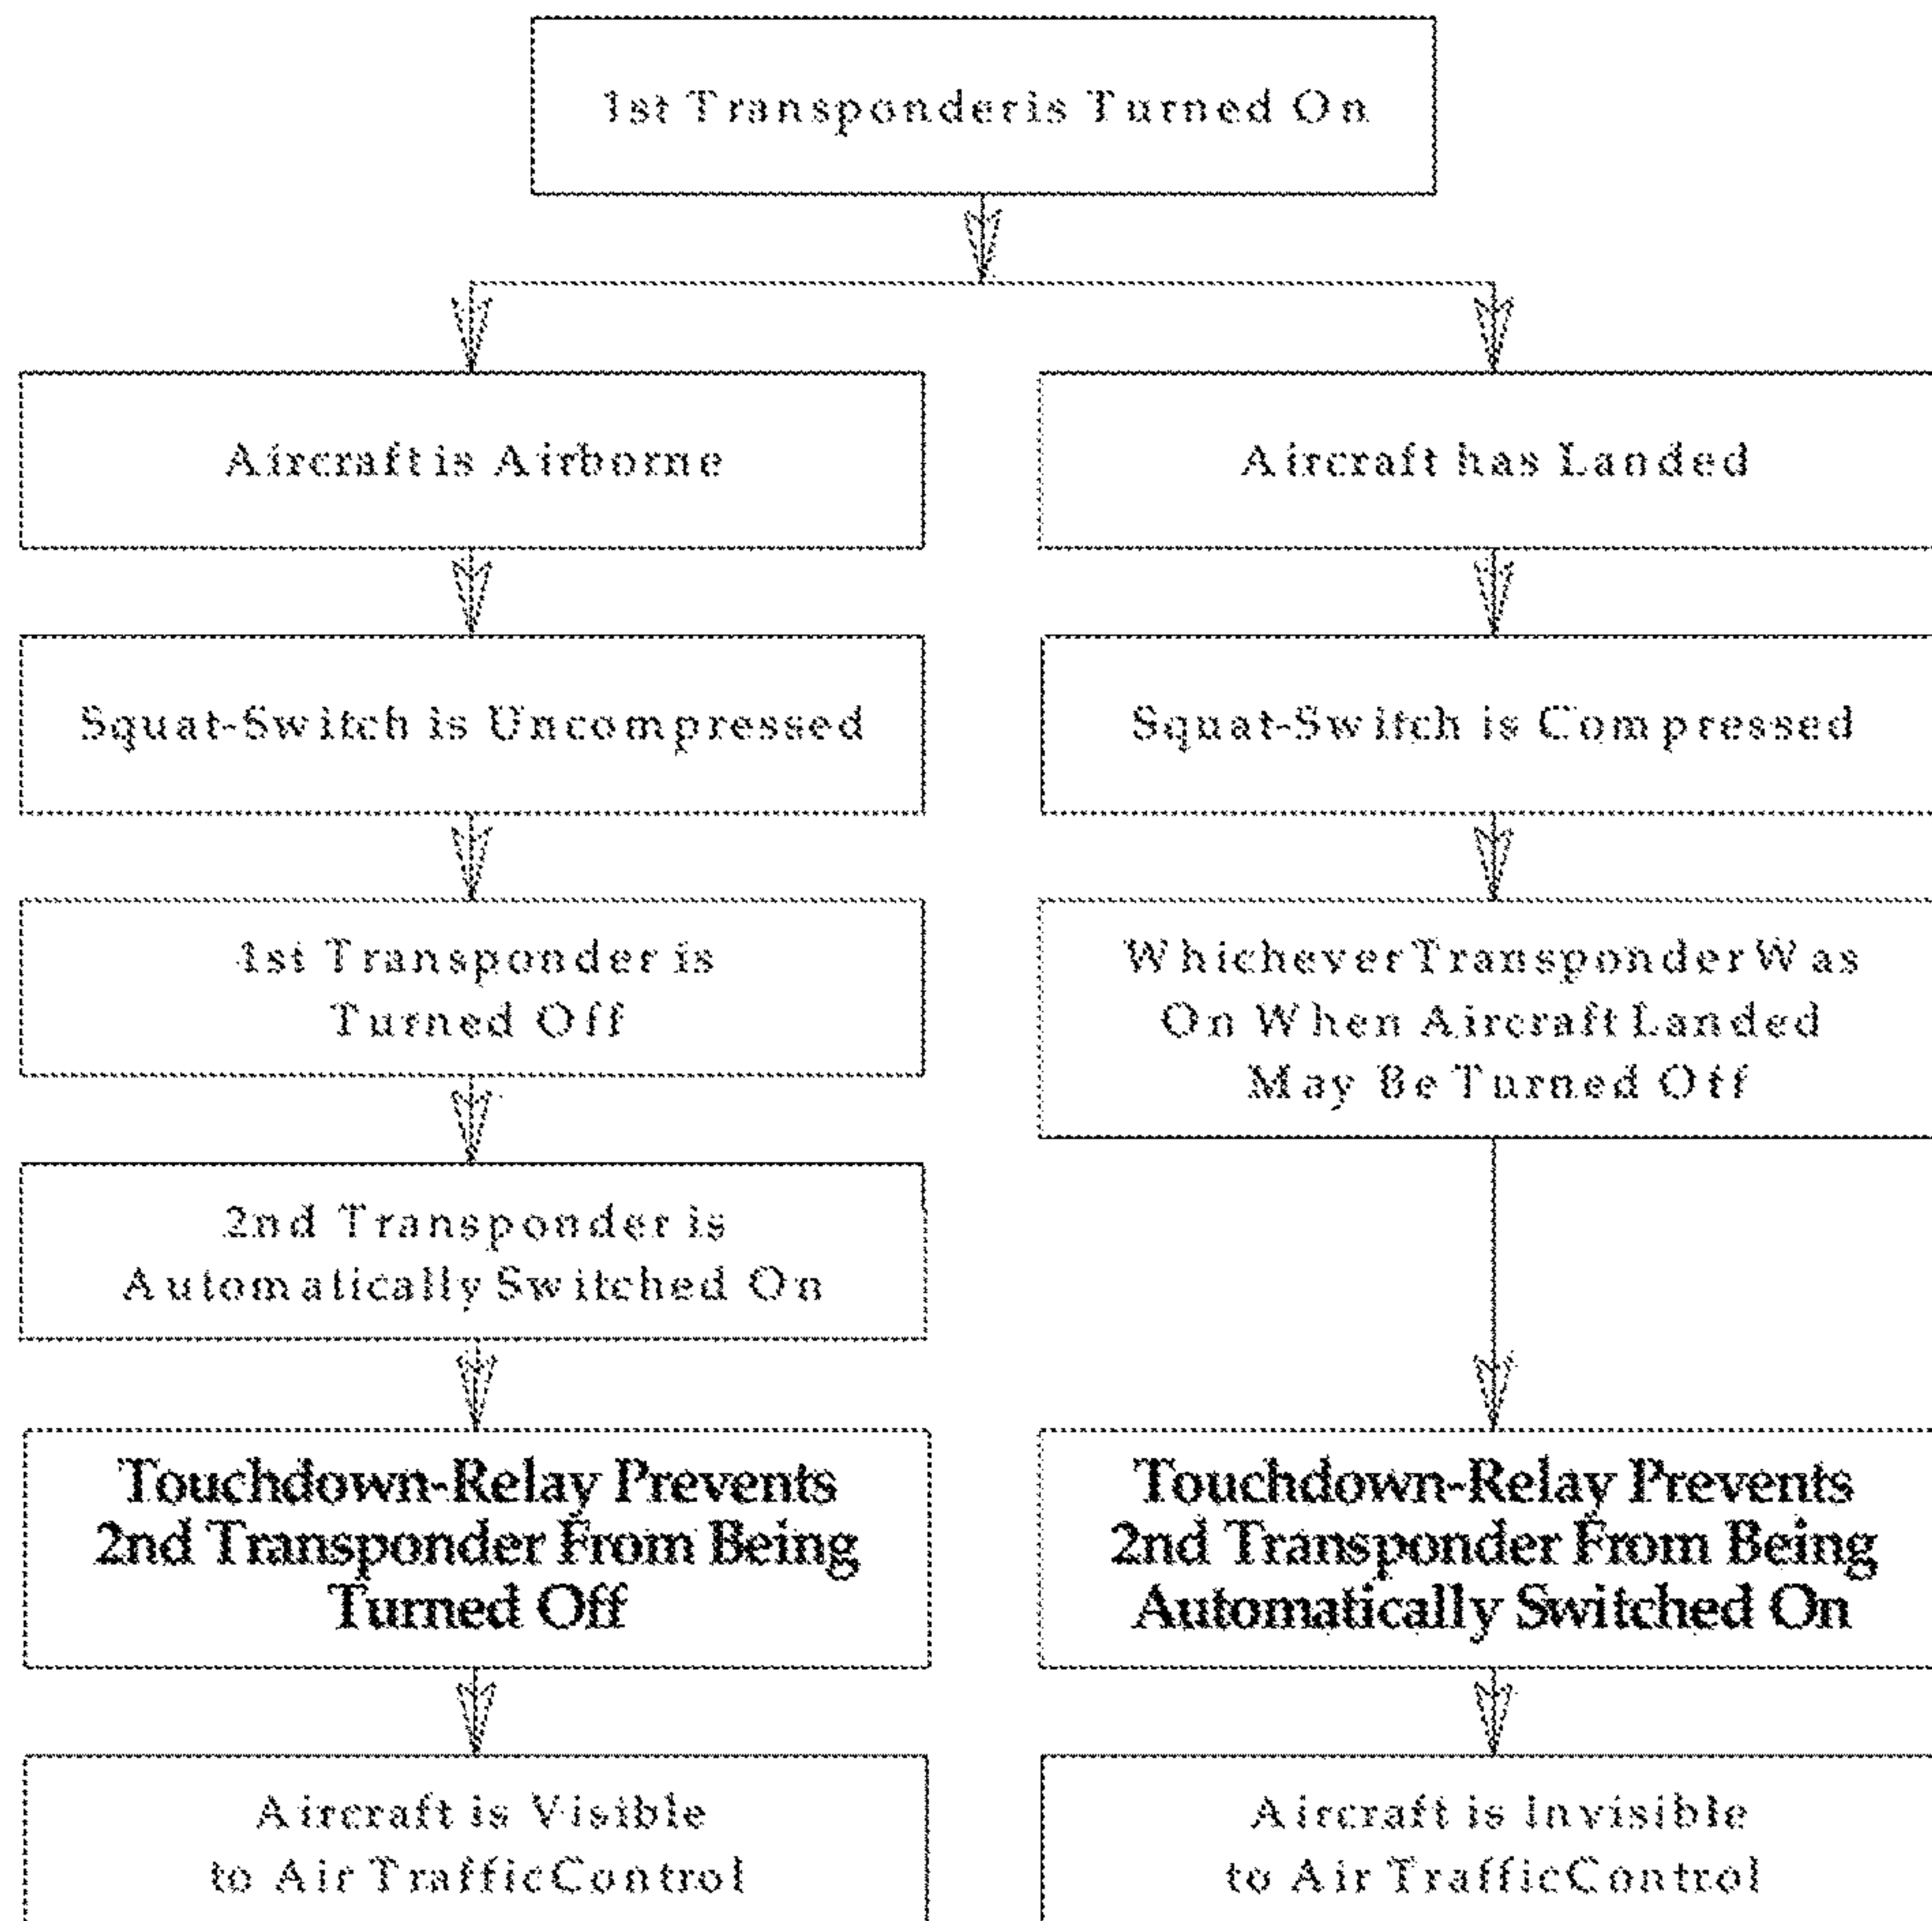 1st Transponder is Turned On
Aircraft is Airborne
Aircraft has Landed
Squat-Switch is Uncompressed
Squat-Switch is Compressed
1st Transponder is
Turned Off
Whichever Transponder Was
On When Aircraft Landed
May Be Turned Off
2nd Transponder is
Automatically Switched On
Touchdown-Relay Prevents
2nd Transponder From Being
Turned Off
Touchdown-Relay Prevents
2nd Transponder From Being
Automatically Switched On
Aircraft is Visible
to Air Traffic Control
Aircraft is Invisible
to Air Traffic Control